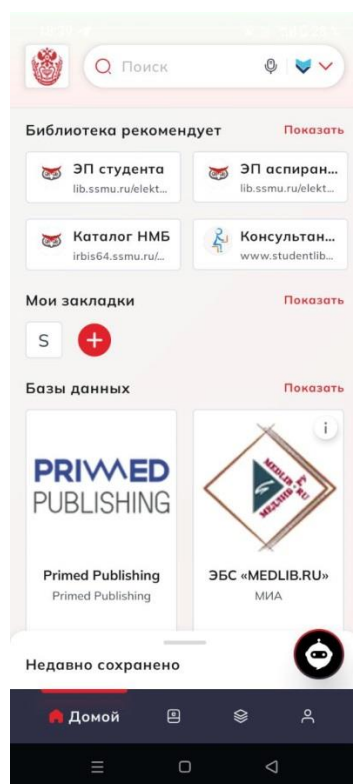 Поиск
Библиотека рекомендует Показать
ЭП студента
lib.ssmu.ru/elekt...
ЭП аспиран...
lib.ssmu.ru/elekt...
Каталог НМБ
irbis64.ssmu.ru/...
Консультан...
www.studentlib...
Мои закладки Показать
S
Базы данных Показать
PRIMED
PUBLISHING
Primed Publishing
Primed Publishing
i
MEDLIB.RU
МЕДЛИБ.RU
ЭБС «MEDLIB.RU»
МИА
Недавно сохранено
Домой